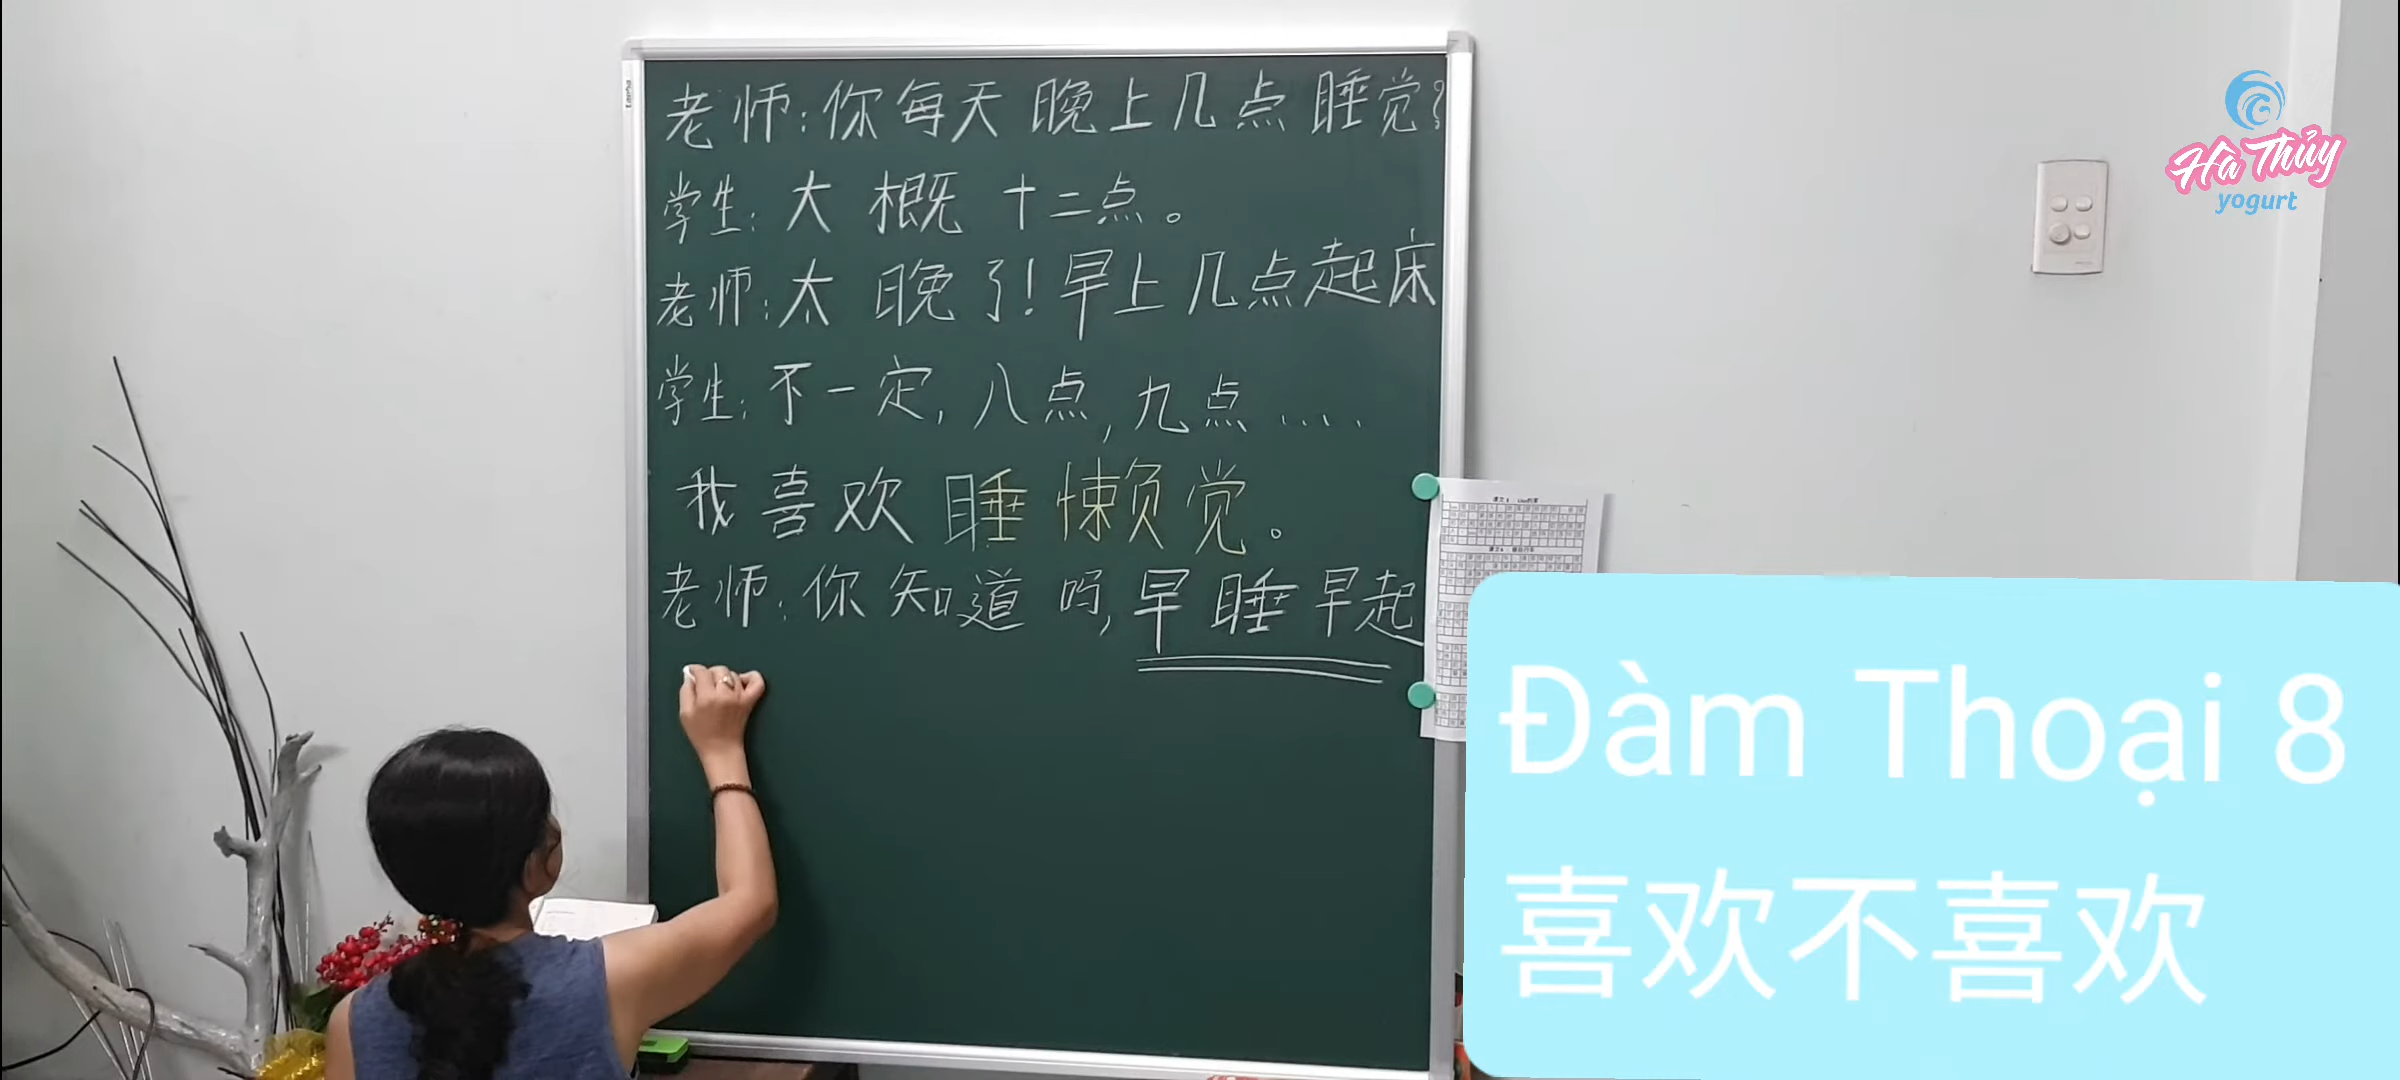 老师:你每天晚上几点睡觉?
学生:大概十二点。
老师:太晚了!早上几点起床
学生:不一定,八点,九点....
我喜欢睡懒觉。
老师:你知道吗,早睡早起
Hà Thủy
yogurt
Đàm Thoại 8
喜欢不喜欢